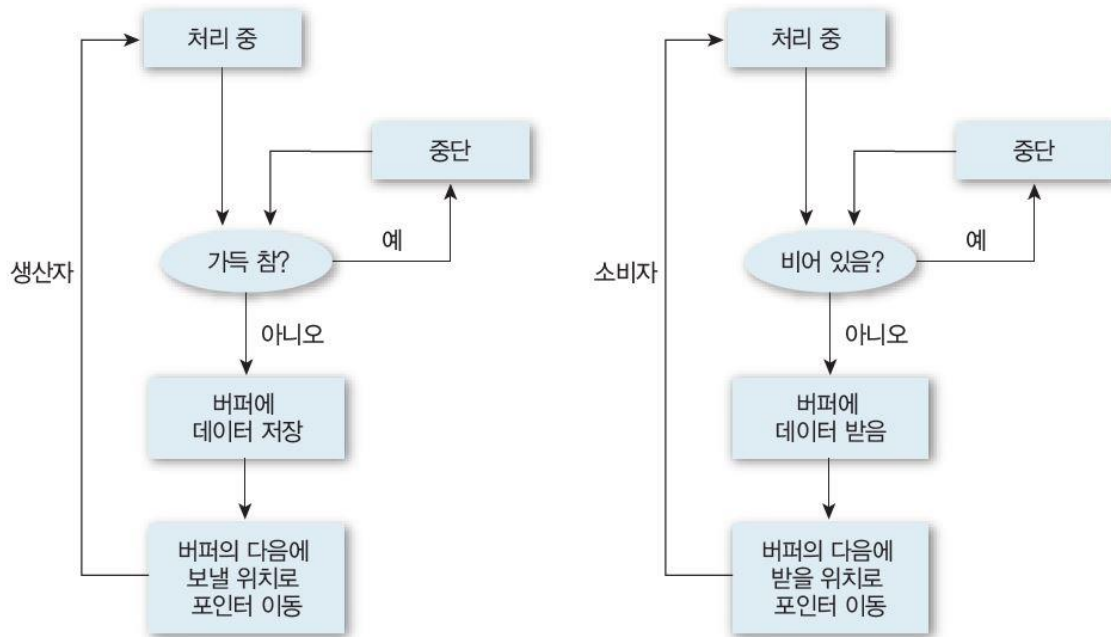 처리 중
중단
가득 참?
예
생산자
아니오
버퍼에
데이터 저장
버퍼의 다음에
보낼 위치로
포인터 이동
처리 중
중단
비어 있음?
예
소비자
아니오
버퍼에
데이터 받음
버퍼의 다음에
받을 위치로
포인터 이동